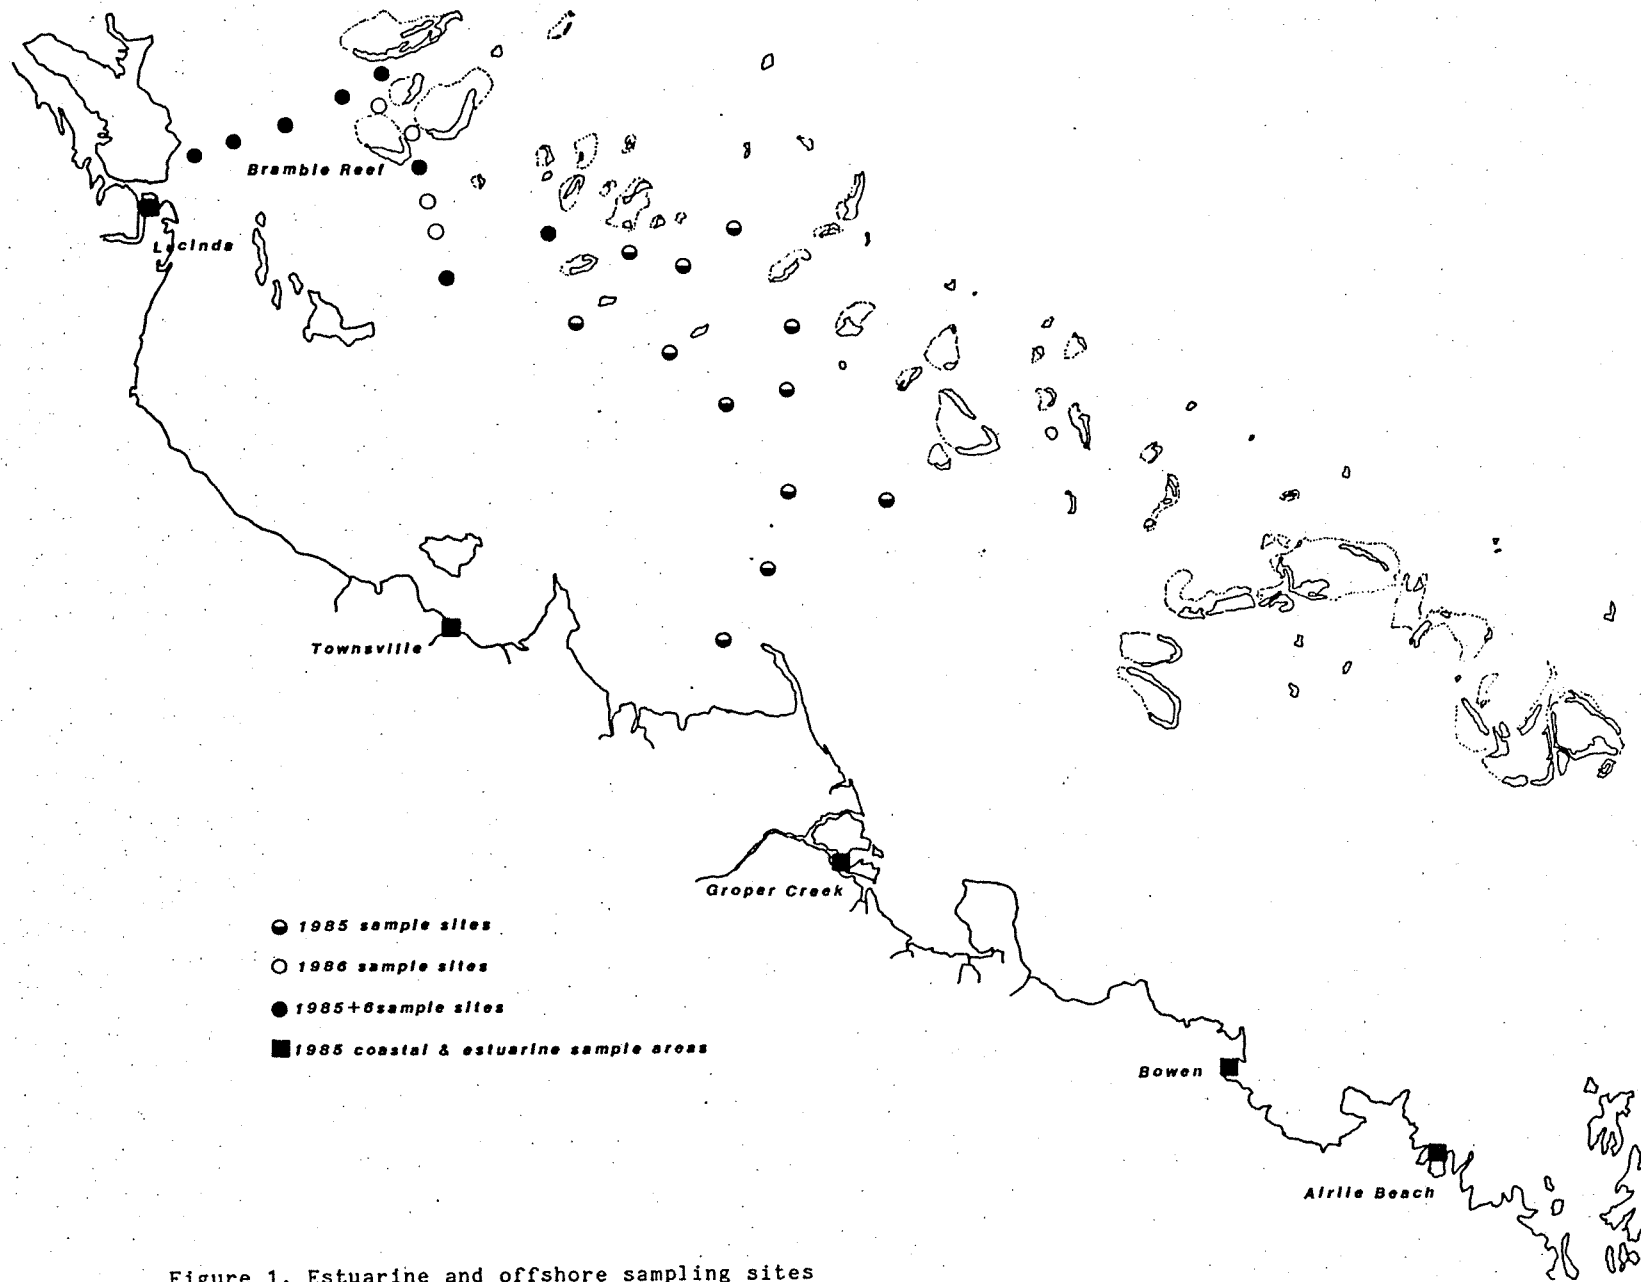 Bramble Reef
Lucinda
Townsville
Groper Creek
1985 sample sites
1986 sample sites
1985+6sample sites
1985 coastal & estuarine sample areas
Bowen
Airlie Beach
Figure 1. Estuarine and offshore sampling sites